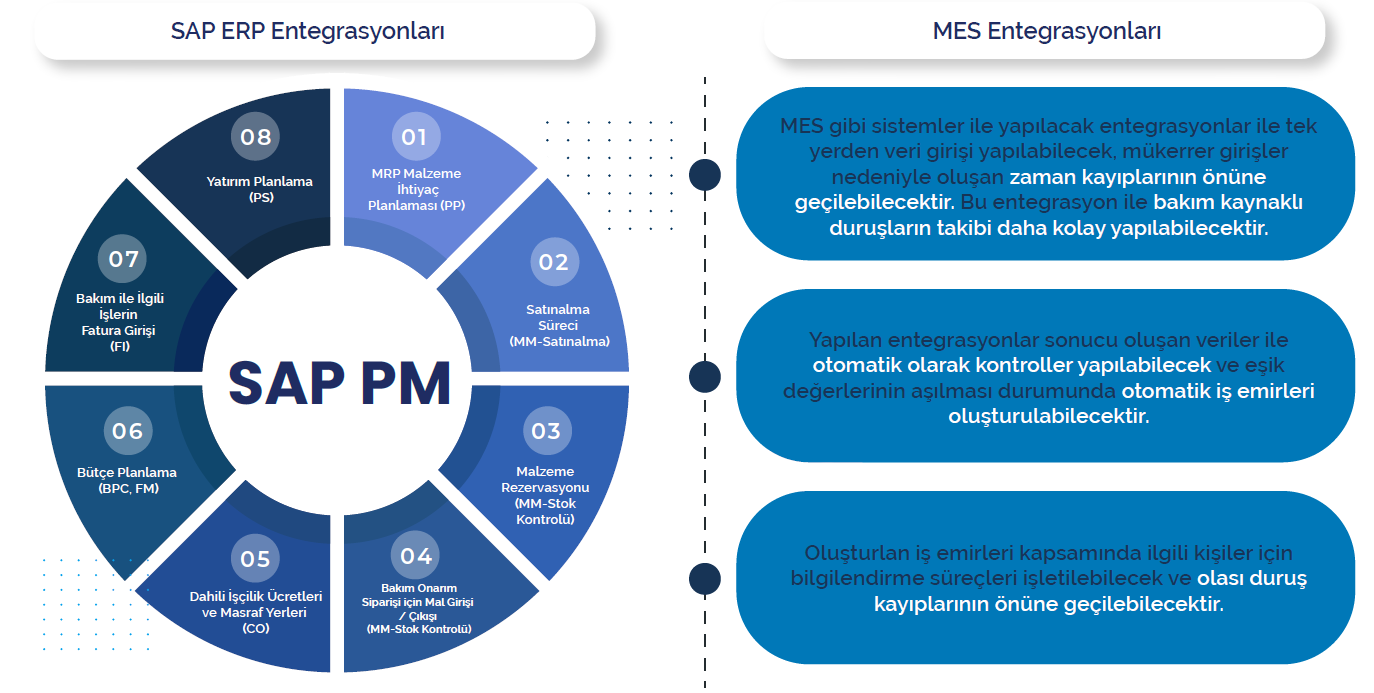 SAP ERP Entegrasyonları
08
Yatırım Planlama
(PS)
01
MRP Malzeme
İhtiyaç
Planlaması (PP)
07
Bakım ile İlgili
İşlerin
Fatura Girişi
(FI)
02
Satınalma
Süreci
(MM-Satınalma)
SAP PM
06
Bütçe Planlama
(BPC, FM)
03
Malzeme
Rezervasyonu
(MM-Stok
Kontrolü)
05
Dahili İşçilik Ücretleri
ve Masraf Yerleri
(CO)
04
Bakım Onarım
Siparişi için Mal Girişi
/ Çıkışı
(MM-Stok Kontrolü)
MES Entegrasyonları
MES gibi sistemler ile yapılacak entegrasyonlar ile tek
yerden veri girişi yapılabilecek, mükerrer girişler
nedeniyle oluşan zaman kayıplarının önüne
geçilebilecektir. Bu entegrasyon ile bakım kaynaklı
duruşların takibi daha kolay yapılabilecektir.
Yapılan entegrasyonlar sonucu oluşan veriler ile
otomatik olarak kontroller yapılabilecek ve eşik
değerlerinin aşılması durumunda otomatik iş emirleri
oluşturulabilecektir.
Oluşturlan iş emirleri kapsamında ilgili kişiler için
bilgilendirme süreçleri işletilebilecek ve olası duruş
kayıplarının önüne geçilebilecektir.